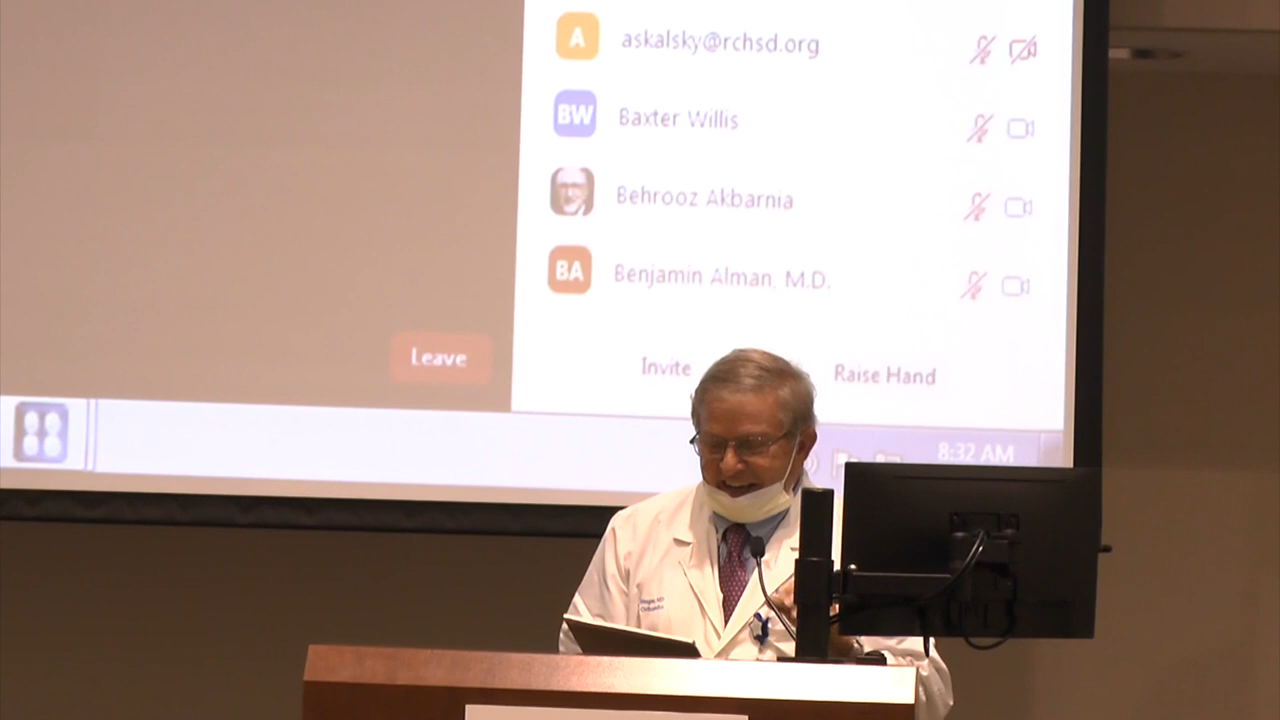 A askalsky@rchsd.org
BW Baxter Willis
Behrooz Akbarnia
BA Benjamin Alman, M.D.
Leave
Invite
Raise Hand
8:32 AM